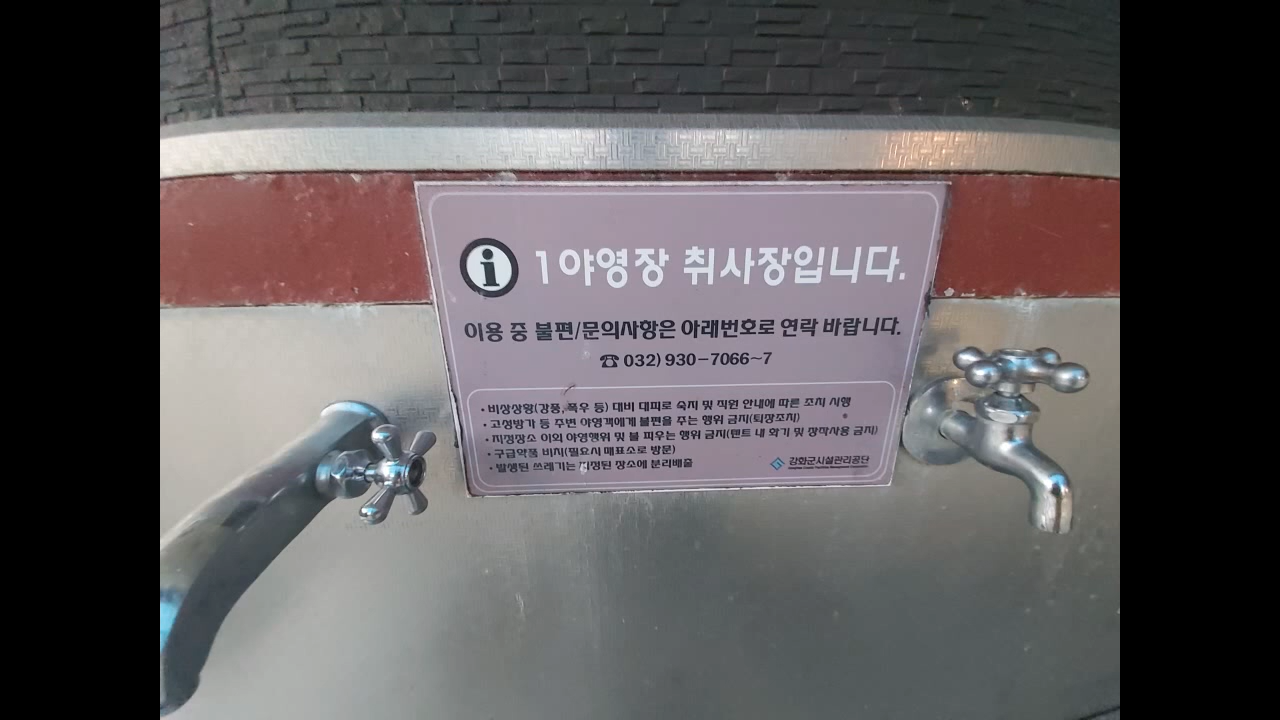 i 1야영장 취사장입니다.
이용 중 불편/문의사항은 아래번호로 연락 바랍니다.
☎ 032) 930-7066~7
• 비상상황(강풍, 폭우 등) 대비 대피로 숙지 및 직원 안내에 따른 조치 시행
• 고성방가 등 주변 야영객에게 불편을 주는 행위 금지(퇴장조치)
• 지정장소 이외 야영행위 및 불 피우는 행위 금지(텐트 내 화기 및 장작사용 금지)
• 구급약품 비치(필요시 매표소로 방문)
• 발생된 쓰레기는 지정된 장소에 분리배출
강화군시설관리공단